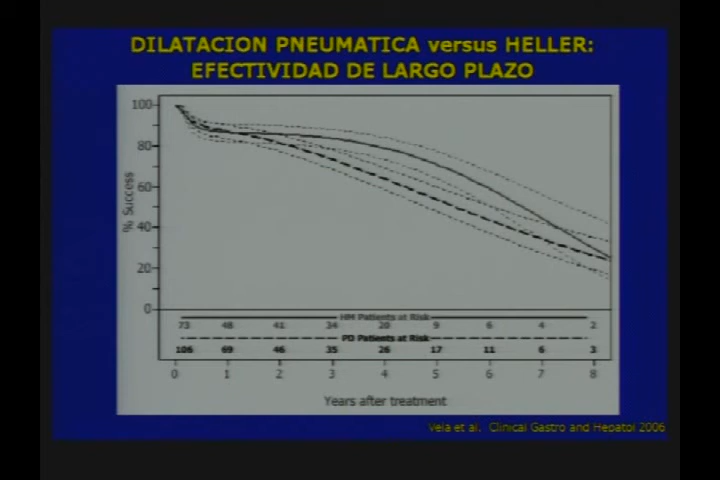 DILATACION PNEUMATICA versus HELLER:
EFECTIVIDAD DE LARGO PLAZO
100
80
60
40
20
0
% Success
HM Patients at Risk
73 48 41 34 20 9 6 4 2
PD Patients at Risk
106 69 46 35 26 17 11 6 3
0 1 2 3 4 5 6 7 8
Years after treatment
Vela et al. Clinical Gastro and Hepatol 2006